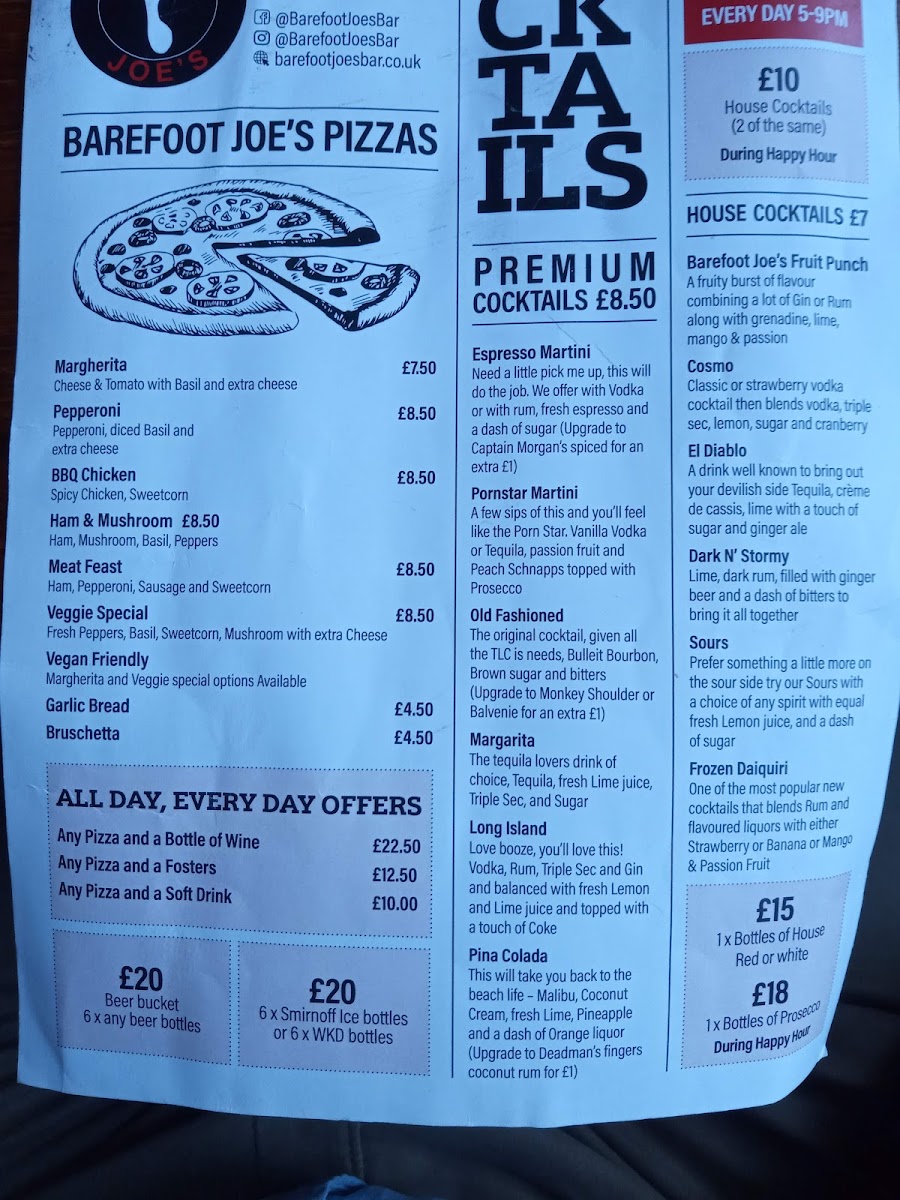 JOE'S
@BarefootJoesBar
@BarefootJoesBar
barefootjoesbar.co.uk
BAREFOOT JOE'S PIZZAS
Margherita £7.50
Cheese & Tomato with Basil and extra cheese
Pepperoni £8.50
Pepperoni, diced Basil and
extra cheese
BBQ Chicken £8.50
Spicy Chicken, Sweetcorn
Ham & Mushroom £8.50
Ham, Mushroom, Basil, Peppers
Meat Feast £8.50
Ham, Pepperoni, Sausage and Sweetcorn
Veggie Special £8.50
Fresh Peppers, Basil, Sweetcorn, Mushroom with extra Cheese
Vegan Friendly
Margherita and Veggie special options Available
Garlic Bread £4.50
Bruschetta £4.50
ALL DAY, EVERY DAY OFFERS
Any Pizza and a Bottle of Wine £22.50
Any Pizza and a Fosters £12.50
Any Pizza and a Soft Drink £10.00
£20
Beer bucket
6 x any beer bottles
£20
6 x Smirnoff Ice bottles
or 6 x WKD bottles
CK
TA
ILS
PREMIUM
COCKTAILS £8.50
Espresso Martini
Need a little pick me up, this will
do the job. We offer with Vodka
or with rum, fresh espresso and
a dash of sugar (Upgrade to
Captain Morgan's spiced for an
extra £1)
Pornstar Martini
A few sips of this and you'll feel
like the Porn Star. Vanilla Vodka
or Tequila, passion fruit and
Peach Schnapps topped with
Prosecco
Old Fashioned
The original cocktail, given all
the TLC is needs, Bulleit Bourbon,
Brown sugar and bitters
(Upgrade to Monkey Shoulder or
Balvenie for an extra £1)
Margarita
The tequila lovers drink of
choice, Tequila, fresh Lime juice,
Triple Sec, and Sugar
Long Island
Love booze, you'll love this!
Vodka, Rum, Triple Sec and Gin
and balanced with fresh Lemon
and Lime juice and topped with
a touch of Coke
Pina Colada
This will take you back to the
beach life – Malibu, Coconut
Cream, fresh Lime, Pineapple
and a dash of Orange liquor
(Upgrade to Deadman's fingers
coconut rum for £1)
EVERY DAY 5-9PM
£10
House Cocktails
(2 of the same)
During Happy Hour
HOUSE COCKTAILS £7
Barefoot Joe's Fruit Punch
A fruity burst of flavour
combining a lot of Gin or Rum
along with grenadine, lime,
mango & passion
Cosmo
Classic or strawberry vodka
cocktail then blends vodka, triple
sec, lemon, sugar and cranberry
El Diablo
A drink well known to bring out
your devilish side Tequila, crème
de cassis, lime with a touch of
sugar and ginger ale
Dark N' Stormy
Lime, dark rum, filled with ginger
beer and a dash of bitters to
bring it all together
Sours
Prefer something a little more on
the sour side try our Sours with
a choice of any spirit with equal
fresh Lemon juice, and a dash
of sugar
Frozen Daiquiri
One of the most popular new
cocktails that blends Rum and
flavoured liquors with either
Strawberry or Banana or Mango
& Passion Fruit
£15
1 x Bottles of House
Red or white
£18
1 x Bottles of Prosecco
During Happy Hour